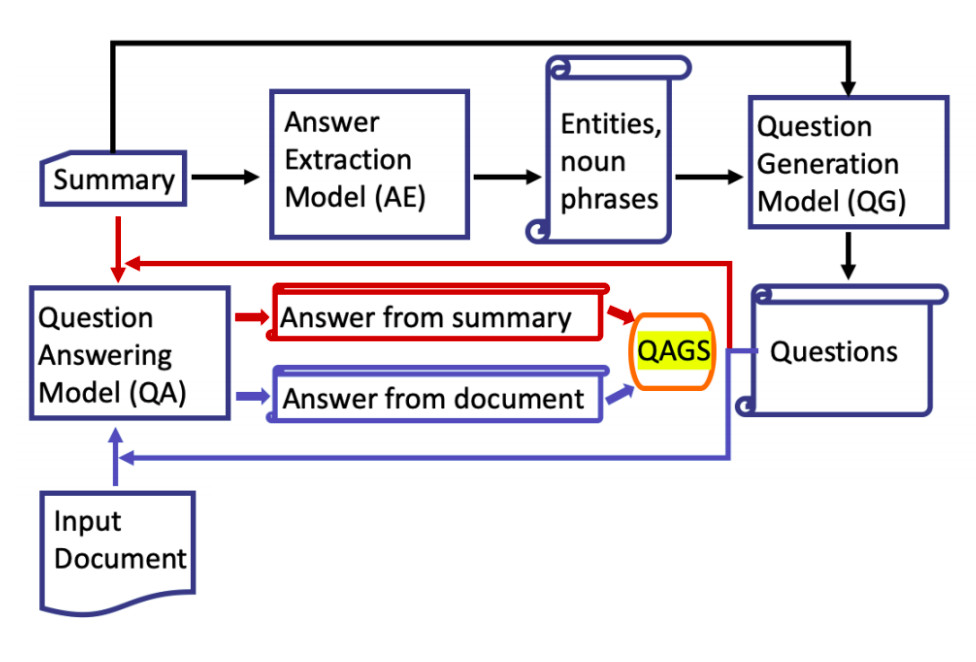 Summary
Answer
Extraction
Model (AE)
Entities,
noun
phrases
Question
Generation
Model (QG)
Question
Answering
Model (QA)
Answer from summary
Answer from document
QAGS
Questions
Input
Document